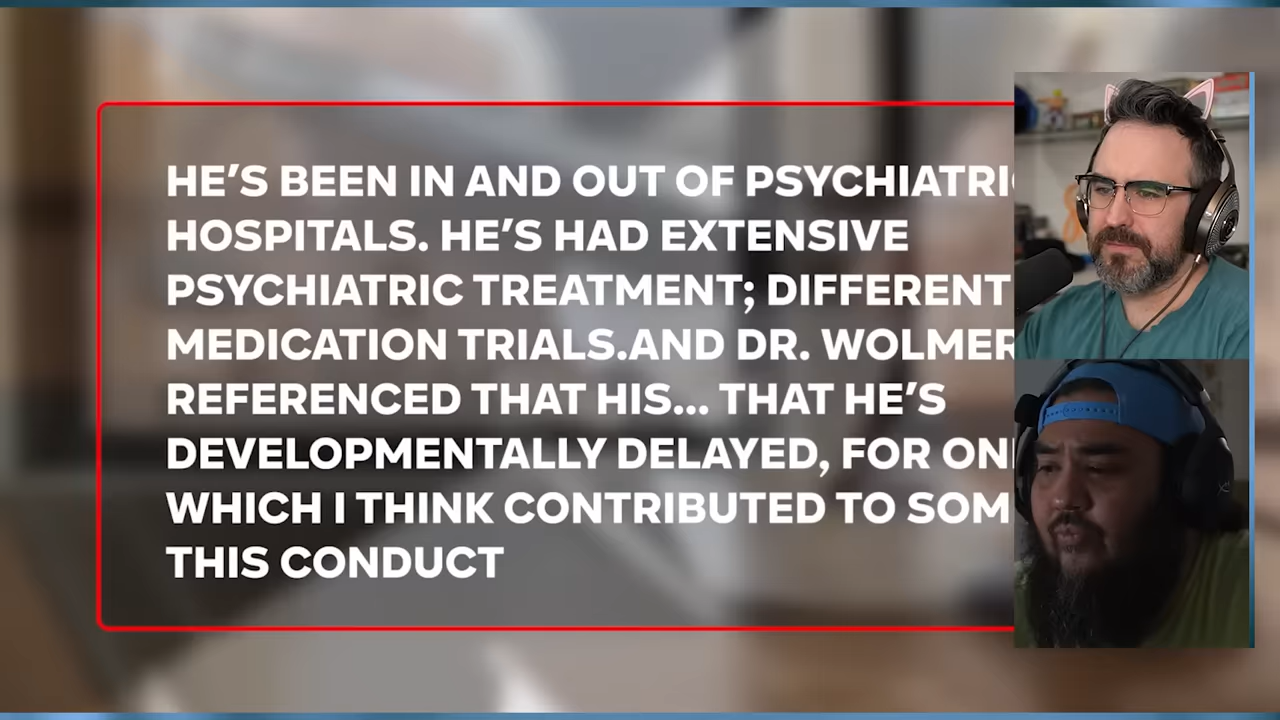 HE'S BEEN IN AND OUT OF
HOSPITALS. HE'S HAD EXTENSIVE
PSYCHIATRIC TREATMENT; DIFFERENT
MEDICATION TRIALS.AND DR. WOLMER
REFERENCED THAT HIS... THAT HE'S
DEVELOPMENTALLY DELAYED, FOR
WHICH I THINK CONTRIBUTED TO
THIS CONDUCT